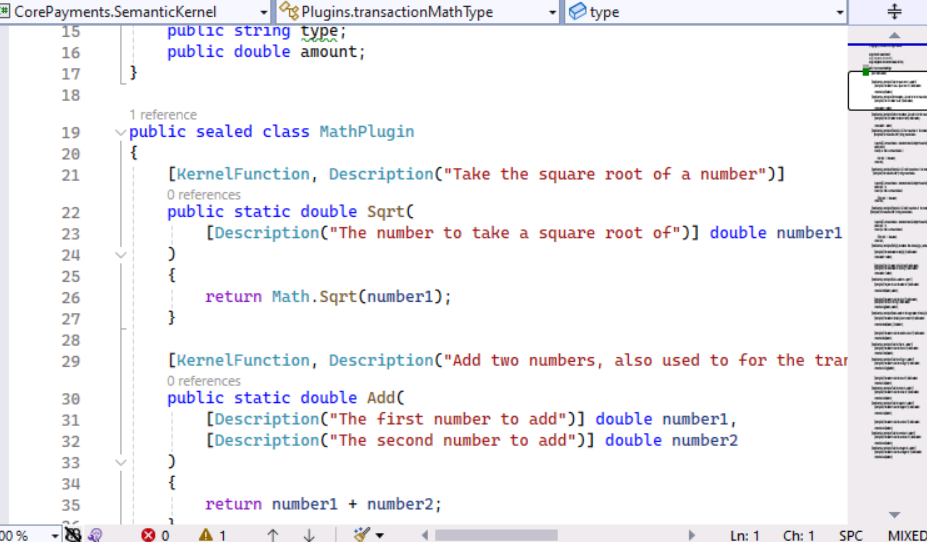 CorePayments.SemanticKernel Plugins.transactionMathType type
15 public string type;
16 public double amount;
17 }
18
1 reference
19 public sealed class MathPlugin
20 {
21 [KernelFunction, Description("Take the square root of a number")]
0 references
22 public static double Sqrt(
23 [Description("The number to take a square root of")] double number1
24 )
25 {
26 return Math.Sqrt(number1);
27 }
28
29 [KernelFunction, Description("Add two numbers, also used to for the tran
0 references
30 public static double Add(
31 [Description("The first number to add")] double number1,
32 [Description("The second number to add")] double number2
33 )
34 {
35 return number1 + number2;
00 % 0 1 Ln: 1 Ch: 1 SPC MIXED